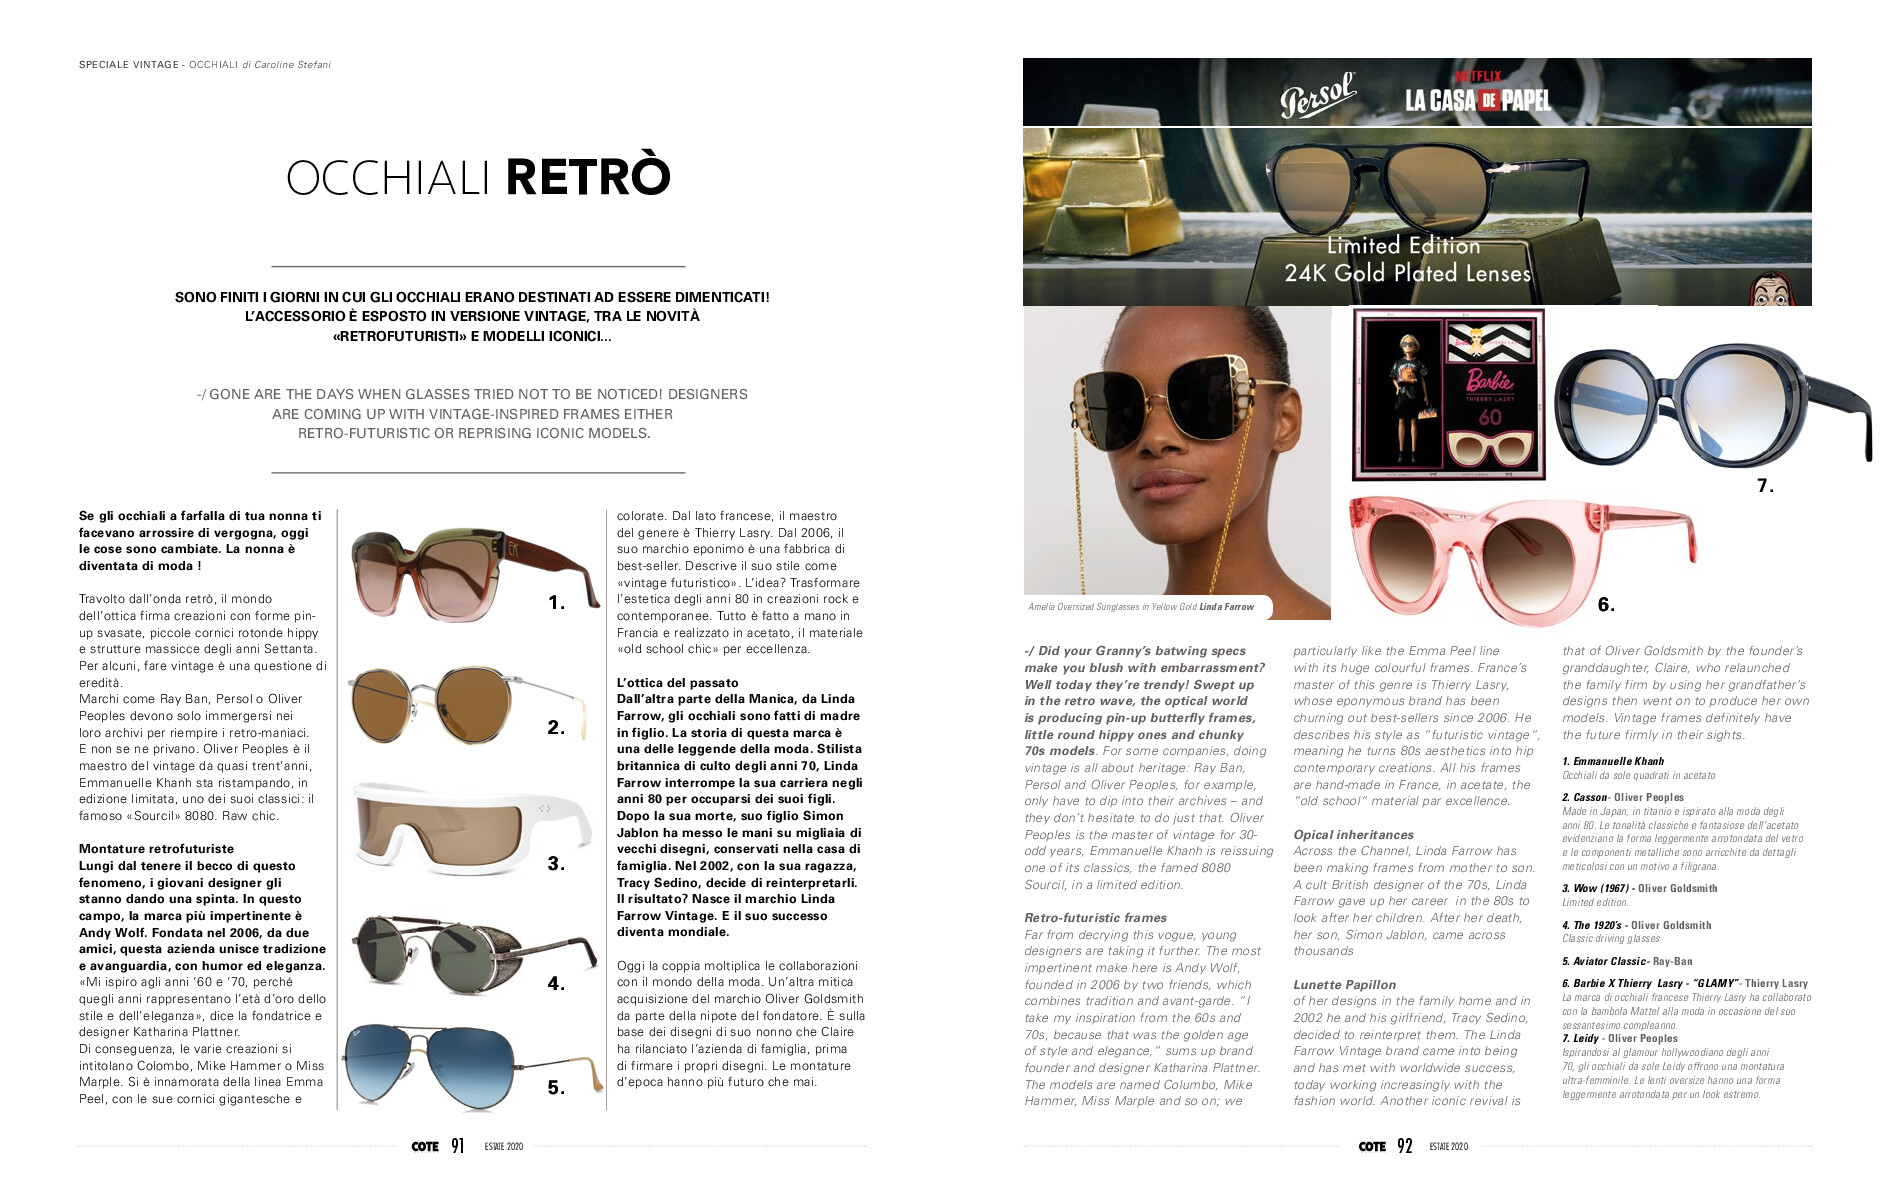 SPECIALE VINTAGE - OCCHIALI di Caroline Stefani
OCCHIALI RETRÒ
SONO FINITI I GIORNI IN CUI GLI OCCHIALI ERANO DESTINATI AD ESSERE DIMENTICATI!
L’ACCESSORIO È ESPOSTO IN VERSIONE VINTAGE, TRA LE NOVITÀ
«RETROFUTURISTI» E MODELLI ICONICI...
-/ GONE ARE THE DAYS WHEN GLASSES TRIED NOT TO BE NOTICED! DESIGNERS
ARE COMING UP WITH VINTAGE-INSPIRED FRAMES EITHER
RETRO-FUTURISTIC OR REPRISING ICONIC MODELS.
Se gli occhiali a farfalla di tua nonna ti
facevano arrossire di vergogna, oggi
le cose sono cambiate. La nonna è
diventata di moda !
Travolto dall’onda retrò, il mondo
dell’ottica firma creazioni con forme pin-
up svasate, piccole cornici rotonde hippy
e strutture massicce degli anni Settanta.
Per alcuni, fare vintage è una questione di
eredità.
Marchi come Ray Ban, Persol o Oliver
Peoples devono solo immergersi nei
loro archivi per riempire i retro-maniaci.
E non se ne privano. Oliver Peoples è il
maestro del vintage da quasi trent’anni,
Emmanuelle Khanh sta ristampando, in
edizione limitata, uno dei suoi classici: il
famoso «Sourcil» 8080. Raw chic.
Montature retrofuturiste
Lungi dal tenere il becco di questo
fenomeno, i giovani designer gli
stanno dando una spinta. In questo
campo, la marca più impertinente è
Andy Wolf. Fondata nel 2006, da due
amici, questa azienda unisce tradizione
e avanguardia, con humor ed eleganza.
«Mi ispiro agli anni ’60 e ’70, perché
quegli anni rappresentano l’età d’oro dello
stile e dell’eleganza», dice la fondatrice e
designer Katharina Plattner.
Di conseguenza, le varie creazioni si
intitolano Colombo, Mike Hammer o Miss
Marple. Si è innamorata della linea Emma
Peel, con le sue cornici gigantesche e
1.
2.
3.
4.
5.
colorate. Dal lato francese, il maestro
del genere è Thierry Lasry. Dal 2006, il
suo marchio eponimo è una fabbrica di
best-seller. Descrive il suo stile come
«vintage futuristico». L’idea? Trasformare
l’estetica degli anni 80 in creazioni rock e
contemporanee. Tutto è fatto a mano in
Francia e realizzato in acetato, il materiale
«old school chic» per eccellenza.
L’ottica del passato
Dall’altra parte della Manica, da Linda
Farrow, gli occhiali sono fatti di madre
in figlio. La storia di questa marca è
una delle leggende della moda. Stilista
britannica di culto degli anni 70, Linda
Farrow interrompe la sua carriera negli
anni 80 per occuparsi dei suoi figli.
Dopo la sua morte, suo figlio Simon
Jablon ha messo le mani su migliaia di
vecchi disegni, conservati nella casa di
famiglia. Nel 2002, con la sua ragazza,
Tracy Sedino, decide di reinterpretarli.
Il risultato? Nasce il marchio Linda
Farrow Vintage. E il suo successo
diventa mondiale.
Oggi la coppia moltiplica le collaborazioni
con il mondo della moda. Un’altra mitica
acquisizione del marchio Oliver Goldsmith
da parte della nipote del fondatore. È sulla
base dei disegni di suo nonno che Claire
ha rilanciato l’azienda di famiglia, prima
di firmare i propri disegni. Le montature
d’epoca hanno più futuro che mai.
COTE 91 ESTATE 2020
Persol
NETFLIX
LA CASA DE PAPEL
Limited Edition
24K Gold Plated Lenses
Barbie
THIERRY LASRY
60
7.
6.
Amelia Oversized Sunglasses in Yellow Gold Linda Farrow
-/ Did your Granny’s batwing specs
make you blush with embarrassment?
Well today they’re trendy! Swept up
in the retro wave, the optical world
is producing pin-up butterfly frames,
little round hippy ones and chunky
70s models. For some companies, doing
vintage is all about heritage: Ray Ban,
Persol and Oliver Peoples, for example,
only have to dip into their archives – and
they don’t hesitate to do just that. Oliver
Peoples is the master of vintage for 30-
odd years, Emmanuelle Khanh is reissuing
one of its classics, the famed 8080
Sourcil, in a limited edition.
Retro-futuristic frames
Far from decrying this vogue, young
designers are taking it further. The most
impertinent make here is Andy Wolf,
founded in 2006 by two friends, which
combines tradition and avant-garde. “I
take my inspiration from the 60s and
70s, because that was the golden age
of style and elegance,” sums up brand
founder and designer Katharina Plattner.
The models are named Columbo, Mike
Hammer, Miss Marple and so on; we
particularly like the Emma Peel line
with its huge colourful frames. France’s
master of this genre is Thierry Lasry,
whose eponymous brand has been
churning out best-sellers since 2006. He
describes his style as “futuristic vintage”,
meaning he turns 80s aesthetics into hip
contemporary creations. All his frames
are hand-made in France, in acetate, the
“old school” material par excellence.
Opical inheritances
Across the Channel, Linda Farrow has
been making frames from mother to son.
A cult British designer of the 70s, Linda
Farrow gave up her career in the 80s to
look after her children. After her death,
her son, Simon Jablon, came across
thousands
Lunette Papillon
of her designs in the family home and in
2002 he and his girlfriend, Tracy Sedino,
decided to reinterpret them. The Linda
Farrow Vintage brand came into being
and has met with worldwide success,
today working increasingly with the
fashion world. Another iconic revival is
that of Oliver Goldsmith by the founder’s
granddaughter, Claire, who relaunched
the family firm by using her grandfather’s
designs then went on to produce her own
models. Vintage frames definitely have
the future firmly in their sights.
1. Emmanuelle Khanh
Occhiali da sole quadrati in acetato
2. Casson- Oliver Peoples
Made in Japan, in titanio e ispirato alla moda degli
anni 80. Le tonalità classiche e fantasiose dell’acetato
evidenziano la forma leggermente arrotondata del vetro
e le componenti metalliche sono arricchite da dettagli
meticolosi con un motivo a filigrana.
3. Wow (1967) - Oliver Goldsmith
Limited edition.
4. The 1920’s - Oliver Goldsmith
Classic driving glasses
5. Aviator Classic- Ray-Ban
6. Barbie X Thierry Lasry - “GLAMY”- Thierry Lasry
La marca di occhiali francese Thierry Lasry ha collaborato
con la bambola Mattel alla moda in occasione del suo
sessantesimo compleanno.
7. Leidy - Oliver Peoples
Ispirandosi al glamour hollywoodiano degli anni
70, gli occhiali da sole Leidy offrono una montatura
ultra-femminile. Le lenti oversize hanno una forma
leggermente arrotondata per un look estremo.
COTE 92 ESTATE 2020